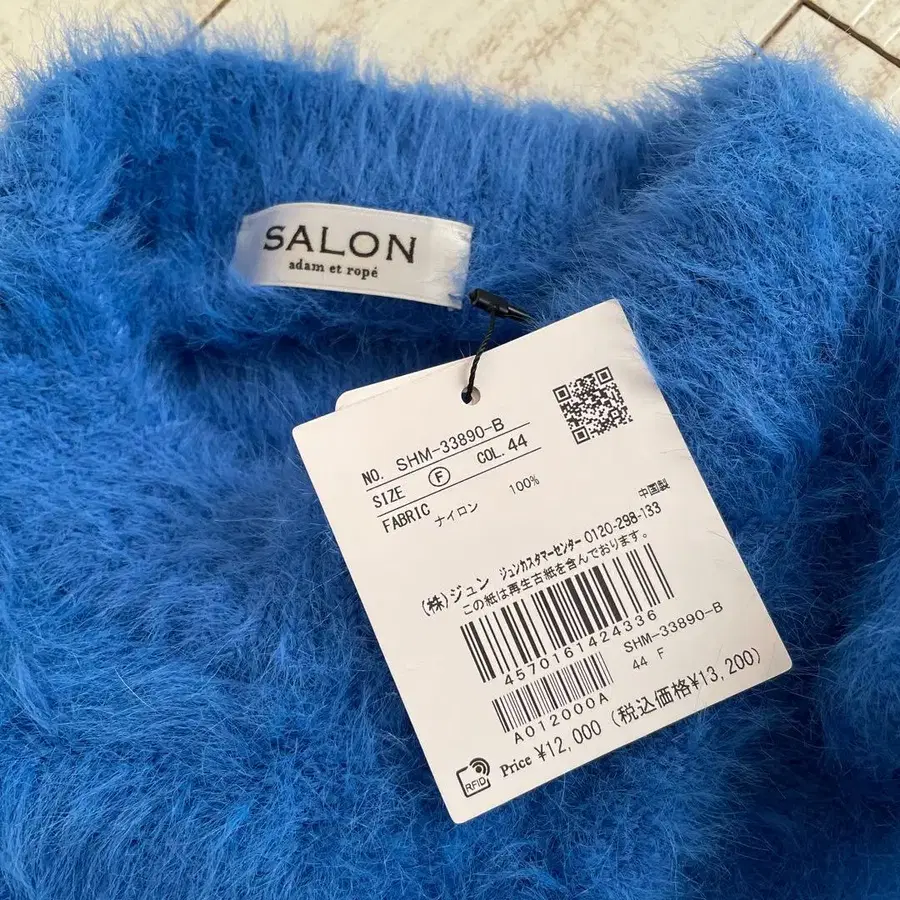 SALON
adam et ropé
NO. SHM-33890-B
SIZE Ⓕ COL. 44
FABRIC ナイロン 100%
中国製
(株)ジュン ジュンカスタマーセンター 0120-298-133
この紙は再生古紙を含んでおります。
4570161424336
SHM-33890-B
44 F
A012000A
Price ¥12,000 (税込価格¥13,200)
RFID